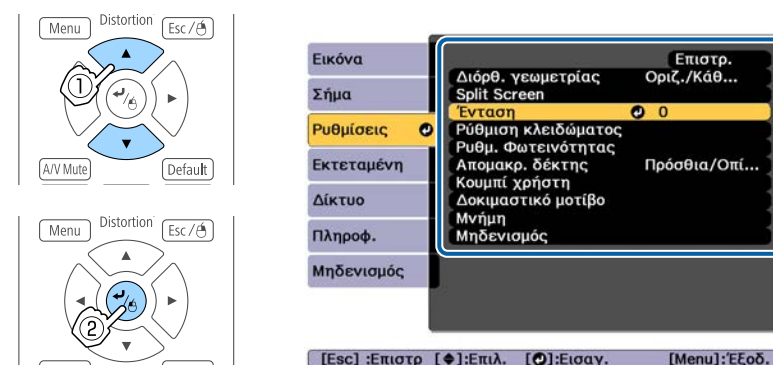 Menu Distortion Esc/
1
A/V Mute Default
Menu Distortion Esc/
2
Εικόνα
Σήμα
Ρυθμίσεις
Εκτεταμένη
Δίκτυο
Πληροφ.
Μηδενισμός
Επιστρ.
Διόρθ. γεωμετρίας Οριζ./Κάθ...
Split Screen
Ένταση 0
Ρύθμιση κλειδώματος
Ρυθμ. Φωτεινότητας
Απομακρ. δέκτης Πρόσθια/Οπί...
Κουμπί χρήστη
Δοκιμαστικό μοτίβο
Μνήμη
Μηδενισμός
[Esc] :Επιστρ [◆]:Επιλ. [↵]:Εισαγ. [Menu]:Έξοδ.